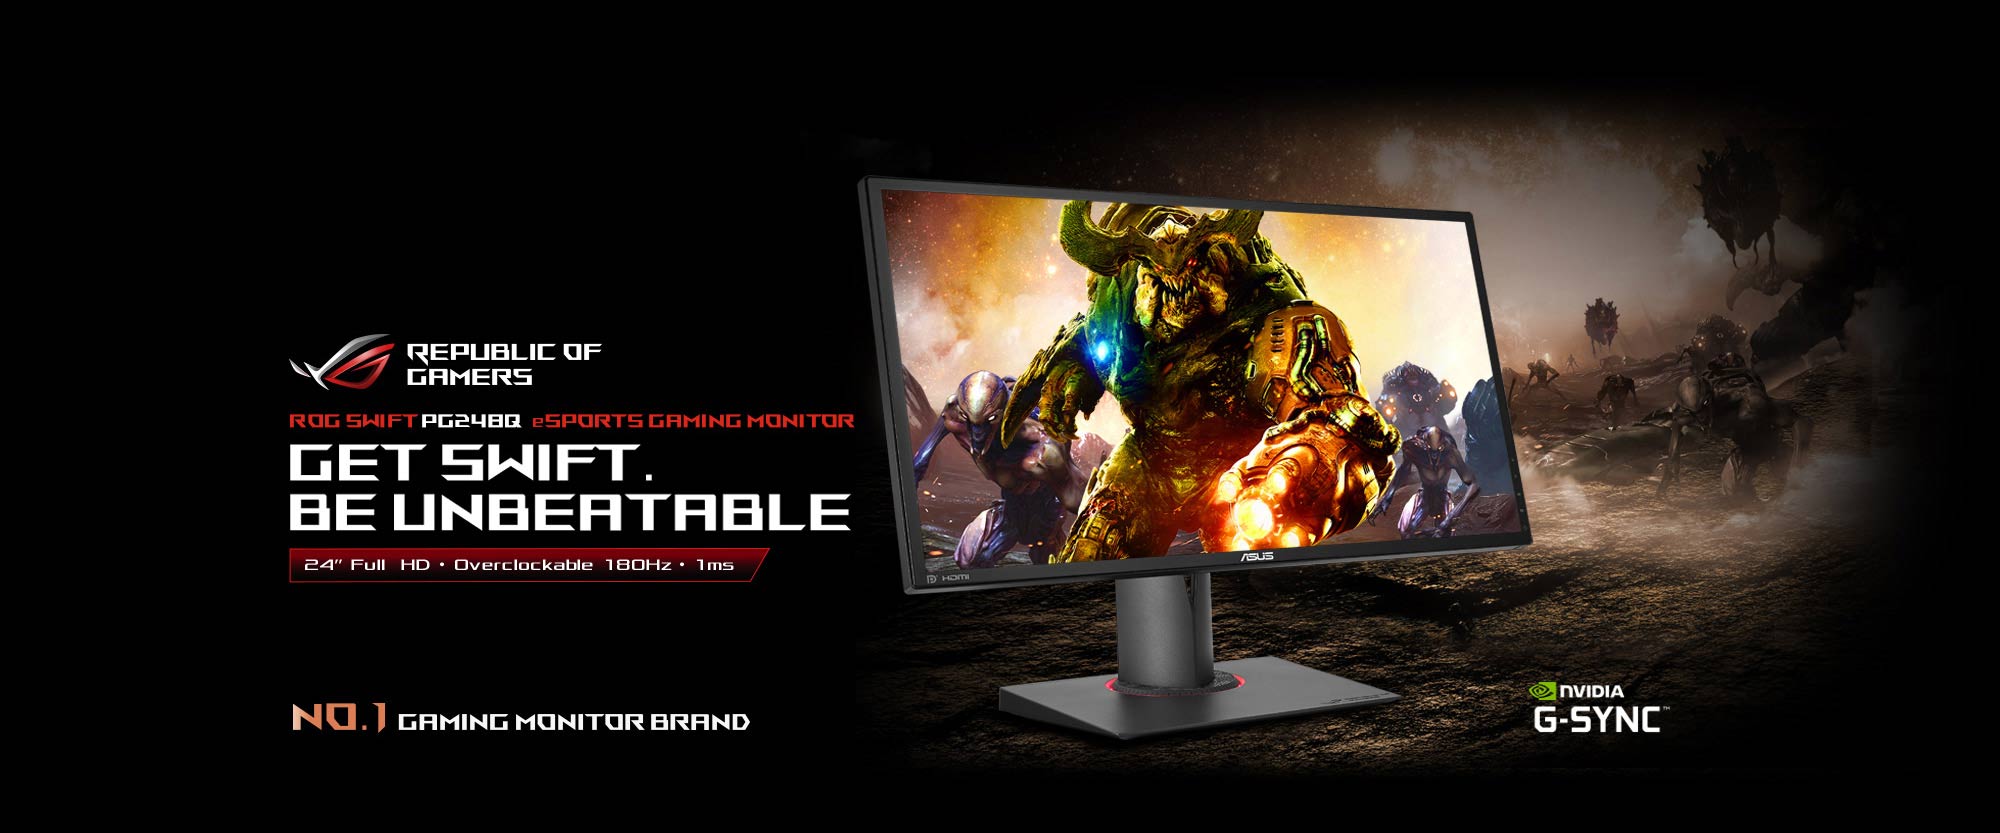 REPUBLIC OF
GAMERS
ROG SWIFT PG248Q eSPORTS GAMING MONITOR
GET SWIFT.
BE UNBEATABLE
24" Full HD • Overclockable 180Hz • 1ms
NO.1 GAMING MONITOR BRAND
HDMI
ASUS
NVIDIA
G-SYNC™